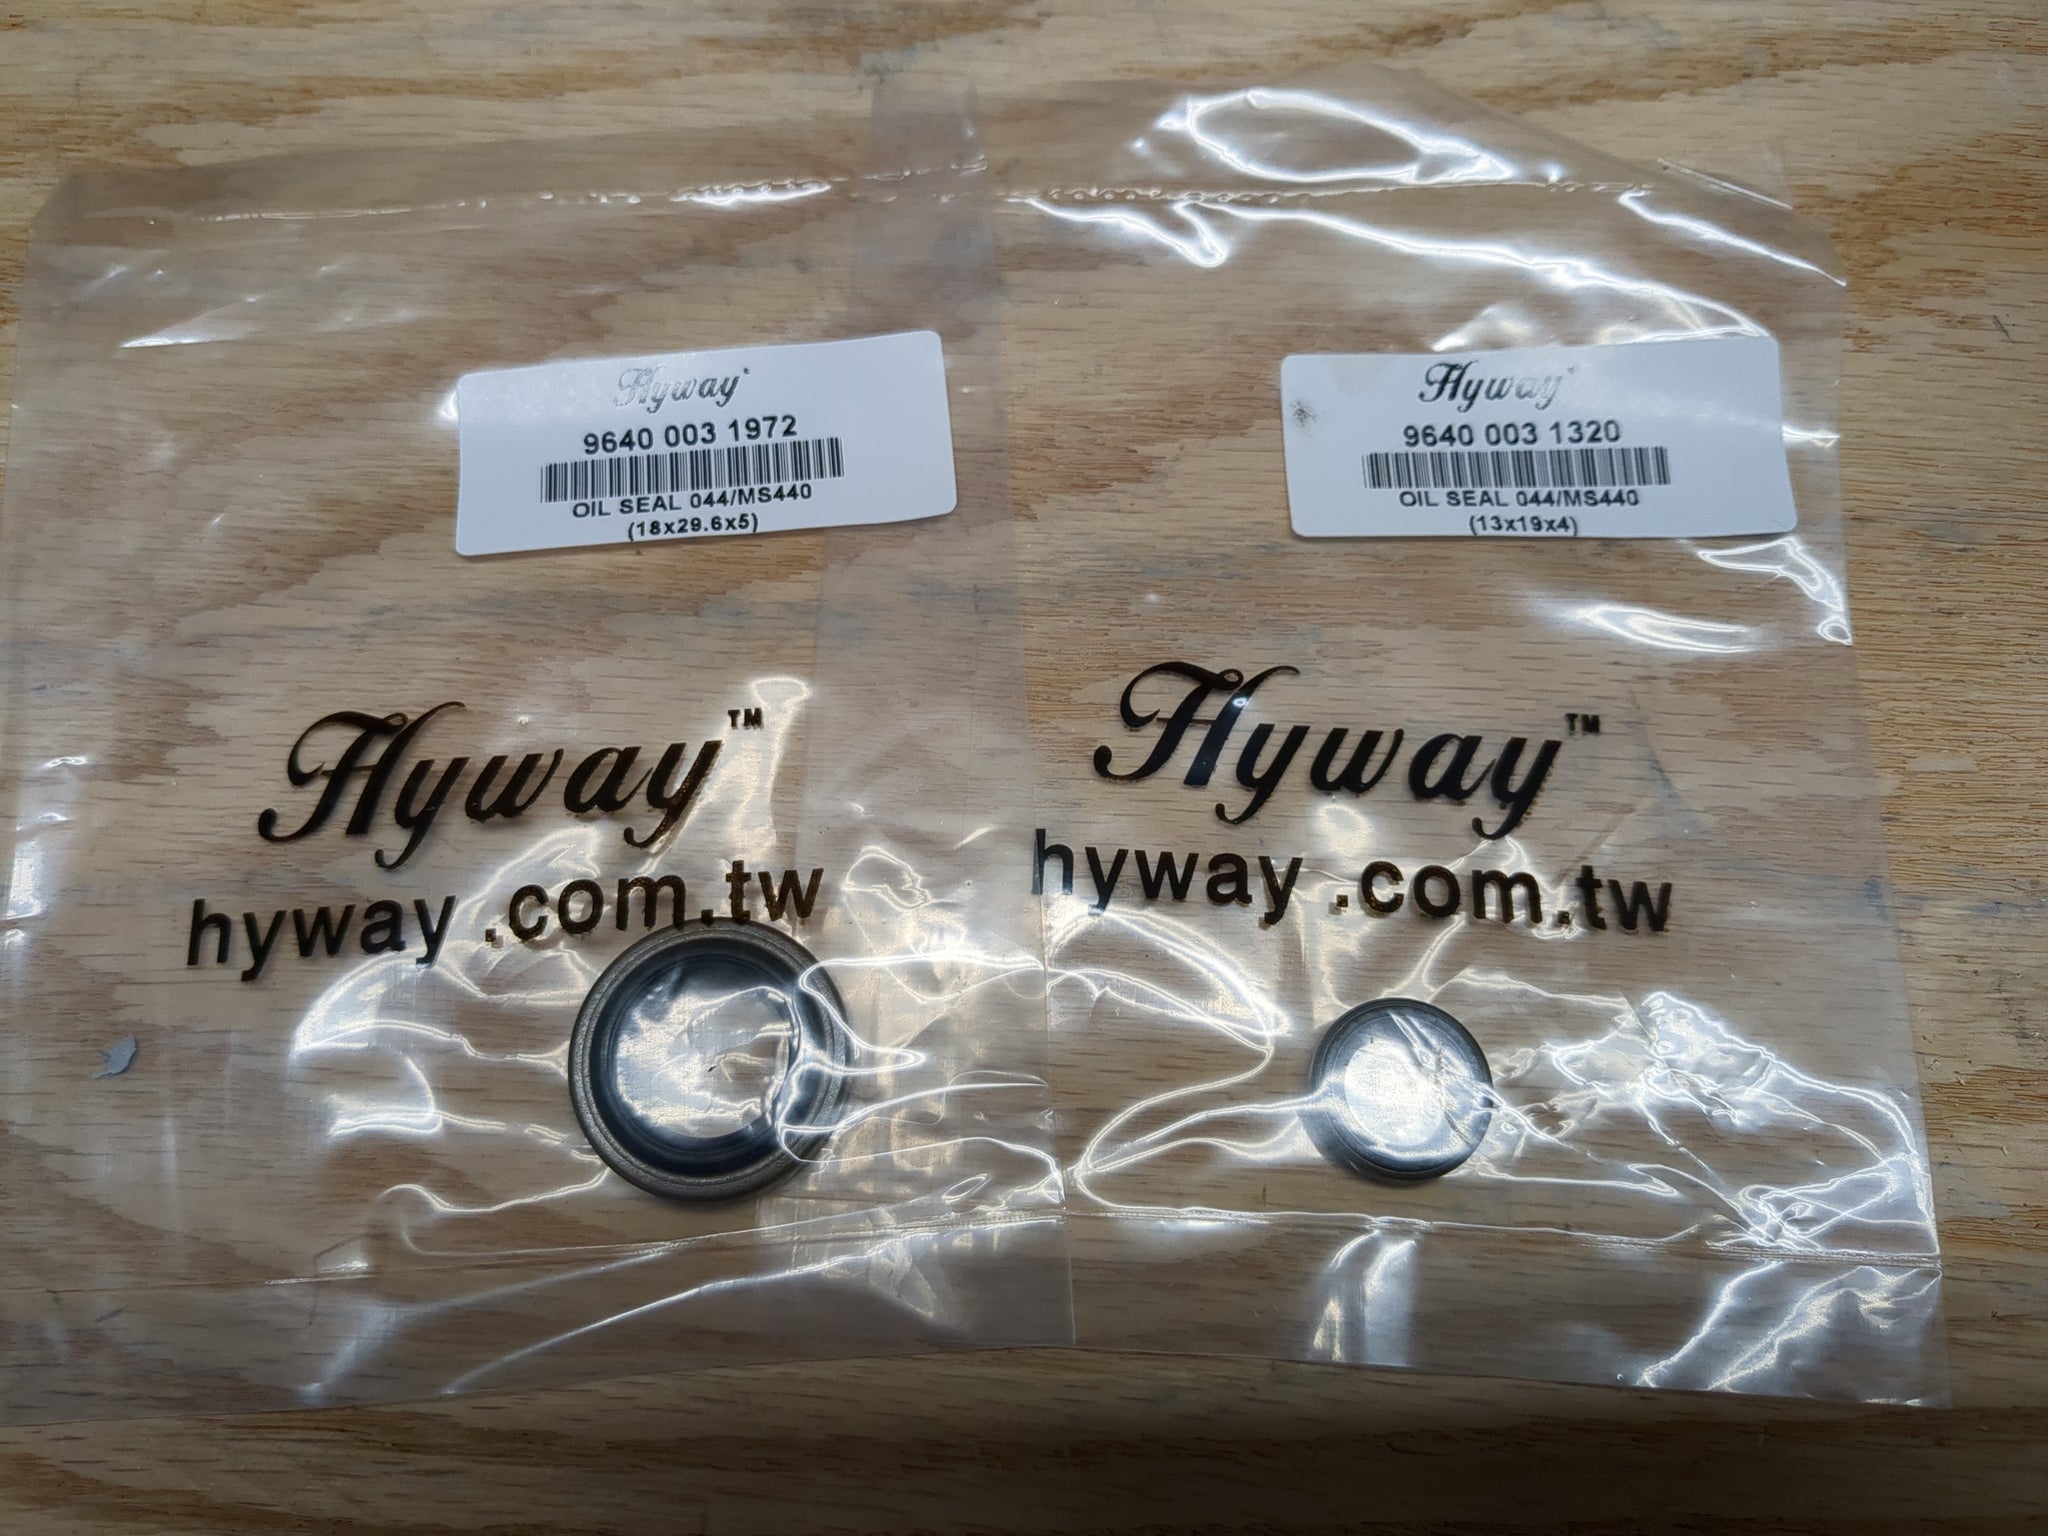 Hyway
9640 003 1972
OIL SEAL 044/MS440
(18x29.6x5)
Hyway™
hyway.com.tw
Hyway
9640 003 1320
OIL SEAL 044/MS440
(13x19x4)
Hyway™
hyway.com.tw